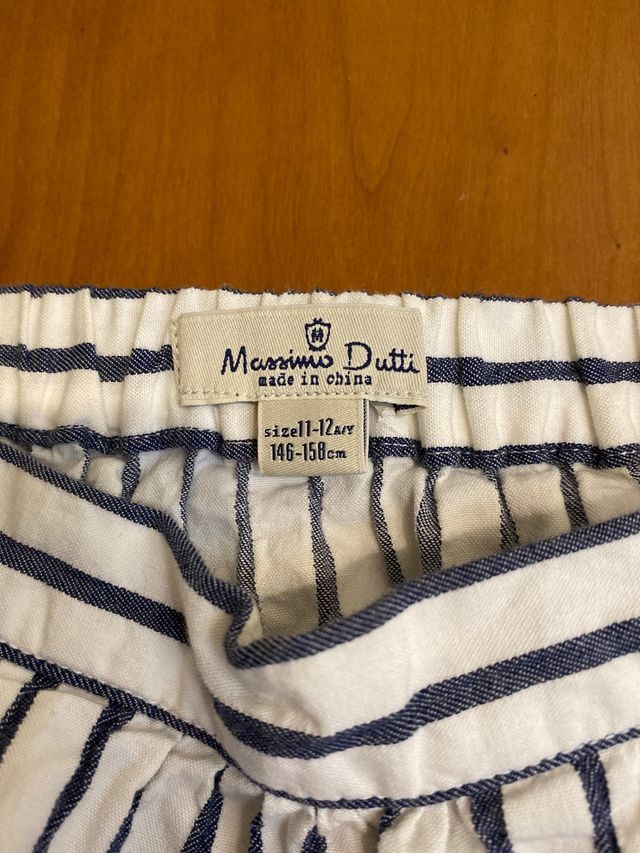 M
Massimo Dutti
made in china
size11-12A/Y
146-158cm